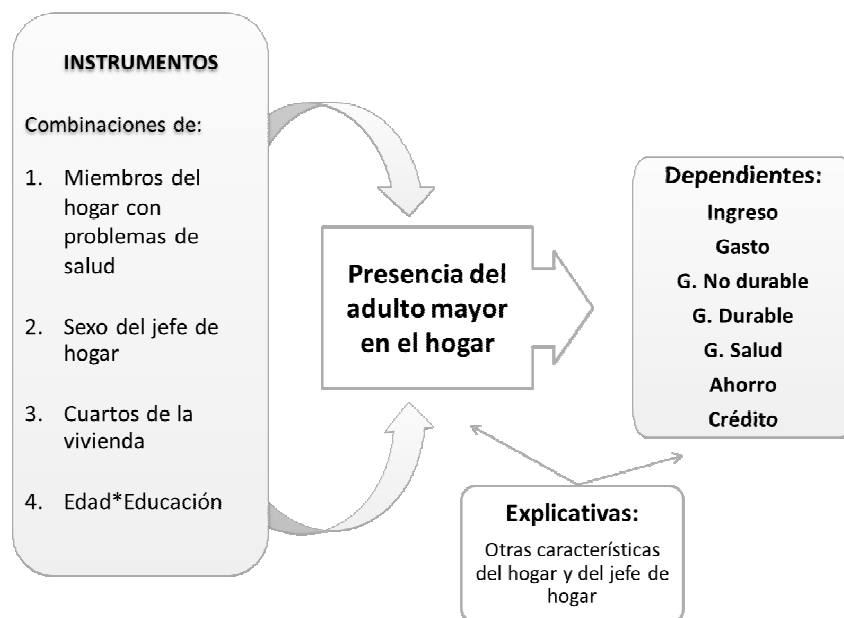 INSTRUMENTOS
Combinaciones de:
1. Miembros del
hogar con
problemas de
salud
2. Sexo del jefe de
hogar
3. Cuartos de la
vivienda
4. Edad*Educación
Presencia del
adulto mayor
en el hogar
Dependientes:
Ingreso
Gasto
G. No durable
G. Durable
G. Salud
Ahorro
Crédito
Explicativas:
Otras características
del hogar y del jefe de
hogar